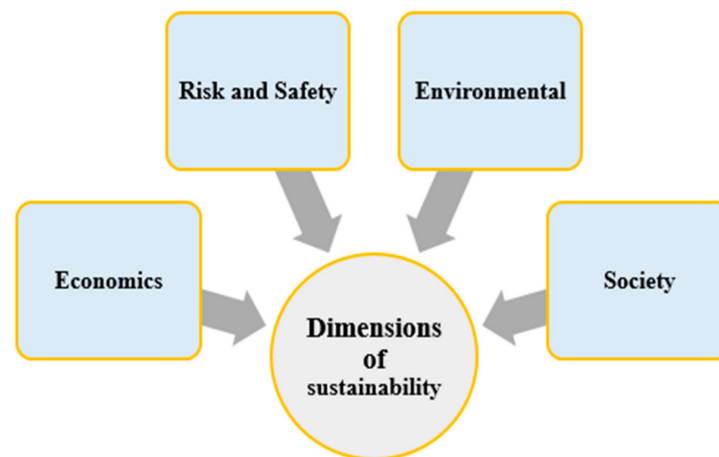 Risk and Safety
Environmental
Economics
Society
Dimensions
of
sustainability